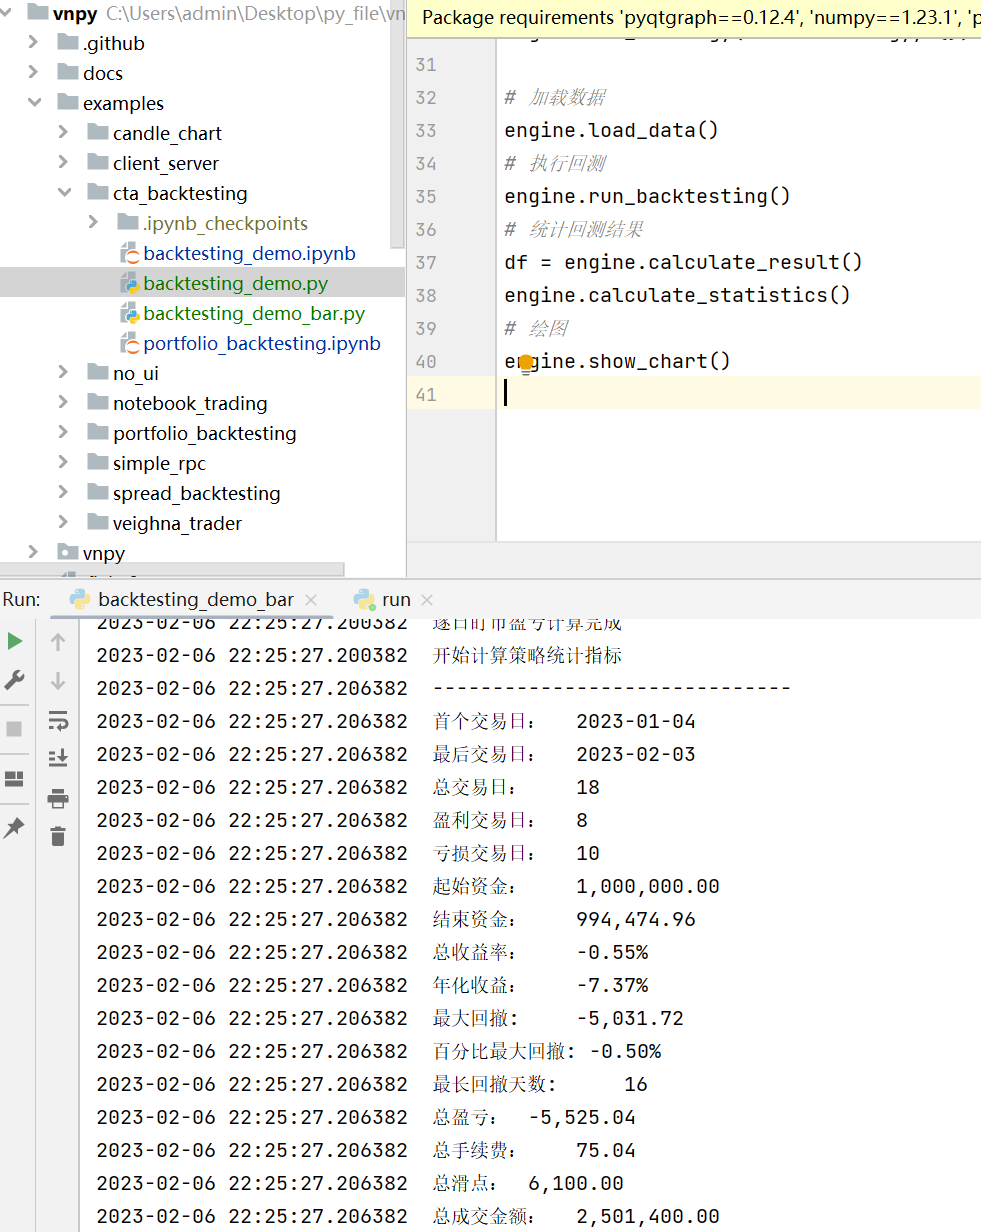 vnpy C:\Users\admin\Desktop\py_file\vn
.github
docs
examples
candle_chart
client_server
cta_backtesting
.ipynb_checkpoints
backtesting_demo.ipynb
backtesting_demo.py
backtesting_demo_bar.py
portfolio_backtesting.ipynb
no_ui
notebook_trading
portfolio_backtesting
simple_rpc
spread_backtesting
veighna_trader
vnpy
Package requirements 'pyqtgraph==0.12.4', 'numpy==1.23.1', 'p
31
32 # 加载数据
33 engine.load_data()
34 # 执行回测
35 engine.run_backtesting()
36 # 统计回测结果
37 df = engine.calculate_result()
38 engine.calculate_statistics()
39 # 绘图
40 engine.show_chart()
41
Run: backtesting_demo_bar run
2023-02-06 22:25:27.200382 逐日盯市盈亏计算完成
2023-02-06 22:25:27.200382 开始计算策略统计指标
2023-02-06 22:25:27.206382 ------------------------------
2023-02-06 22:25:27.206382 首个交易日： 2023-01-04
2023-02-06 22:25:27.206382 最后交易日： 2023-02-03
2023-02-06 22:25:27.206382 总交易日： 18
2023-02-06 22:25:27.206382 盈利交易日： 8
2023-02-06 22:25:27.206382 亏损交易日： 10
2023-02-06 22:25:27.206382 起始资金： 1,000,000.00
2023-02-06 22:25:27.206382 结束资金： 994,474.96
2023-02-06 22:25:27.206382 总收益率： -0.55%
2023-02-06 22:25:27.206382 年化收益： -7.37%
2023-02-06 22:25:27.206382 最大回撤: -5,031.72
2023-02-06 22:25:27.206382 百分比最大回撤: -0.50%
2023-02-06 22:25:27.206382 最长回撤天数: 16
2023-02-06 22:25:27.206382 总盈亏： -5,525.04
2023-02-06 22:25:27.206382 总手续费： 75.04
2023-02-06 22:25:27.206382 总滑点： 6,100.00
2023-02-06 22:25:27.206382 总成交金额： 2,501,400.00